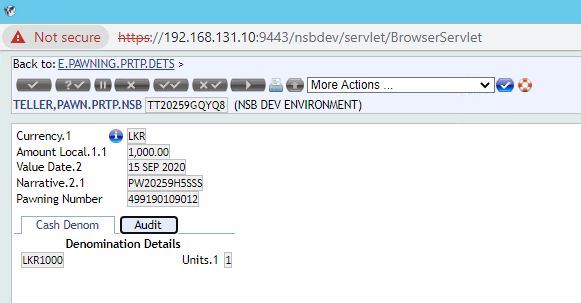 Not secure https://192.168.131.10:9443/nsbdev/servlet/BrowserServlet
Back to: E.PAWNING.PRTP.DETS >
More Actions ...
TELLER,PAWN.PRTP.NSB TT20259GQYQ8 (NSB DEV ENVIRONMENT)
Currency.1 LKR
Amount Local.1.1 1,000.00
Value Date.2 15 SEP 2020
Narrative.2.1 PW20259H5SSS
Pawning Number 499190109012
Cash Denom Audit
Denomination Details
LKR1000 Units.1 1